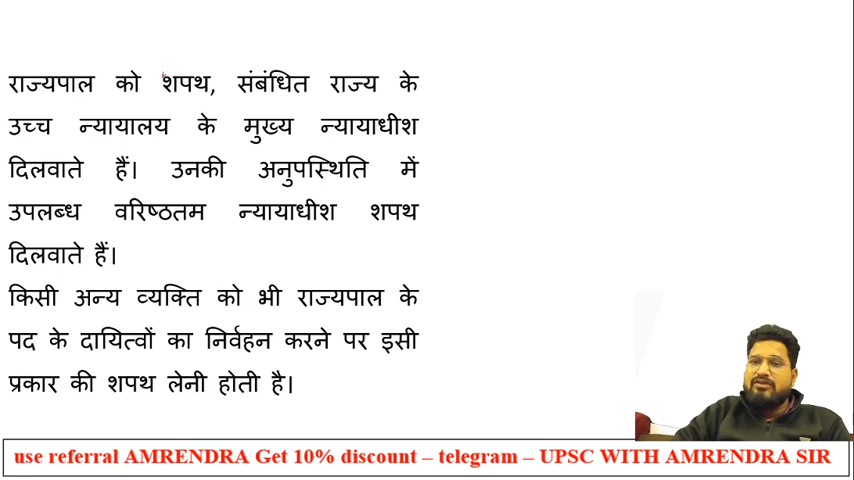 राज्यपाल को शपथ, संबंधित राज्य के
उच्च न्यायालय के मुख्य न्यायाधीश
दिलवाते हैं। उनकी अनुपस्थिति में
उपलब्ध वरिष्ठतम न्यायाधीश शपथ
दिलवाते हैं।
किसी अन्य व्यक्ति को भी राज्यपाल के
पद के दायित्वों का निर्वहन करने पर इसी
प्रकार की शपथ लेनी होती है।
use referral AMRENDRA Get 10% discount – telegram – UPSC WITH AMRENDRA SIR